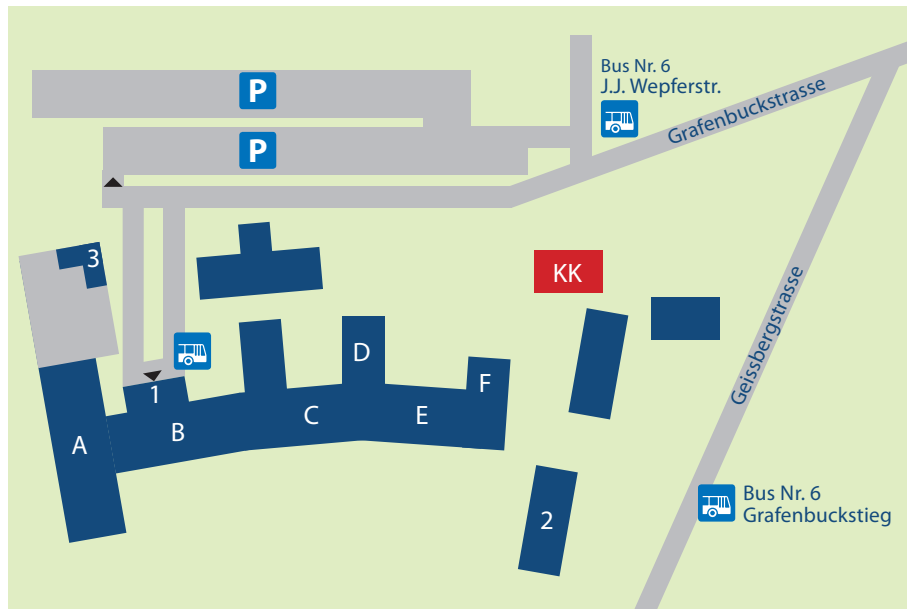 P
Bus Nr. 6
J.J. Wepferstr.
Grafenbuckstrasse
P
3
KK
D
F
1
A
B
C
E
Geissbergstrasse
2
Bus Nr. 6
Grafenbuckstieg